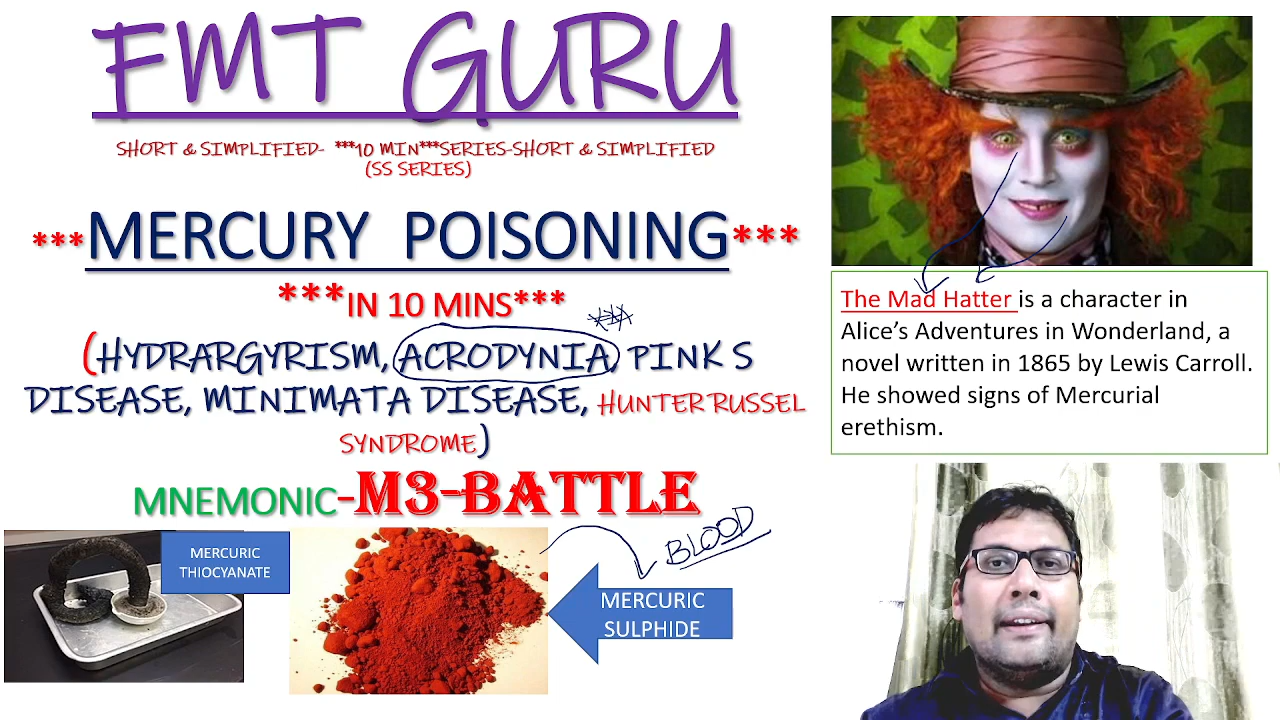 FMT GURU
SHORT & SIMPLIFIED- ***10 MIN***SERIES-SHORT & SIMPLIFIED
(SS SERIES)
***MERCURY POISONING***
***IN 10 MINS***
(HYDRARGYRISM, ACRODYNIA, PINK S
DISEASE, MINIMATA DISEASE, HUNTER RUSSEL
SYNDROME)
MNEMONIC-M3-BATTLE
MERCURIC
THIOCYANATE
BLOOD
MERCURIC
SULPHIDE
The Mad Hatter is a character in
Alice's Adventures in Wonderland, a
novel written in 1865 by Lewis Carroll.
He showed signs of Mercurial
erethism.